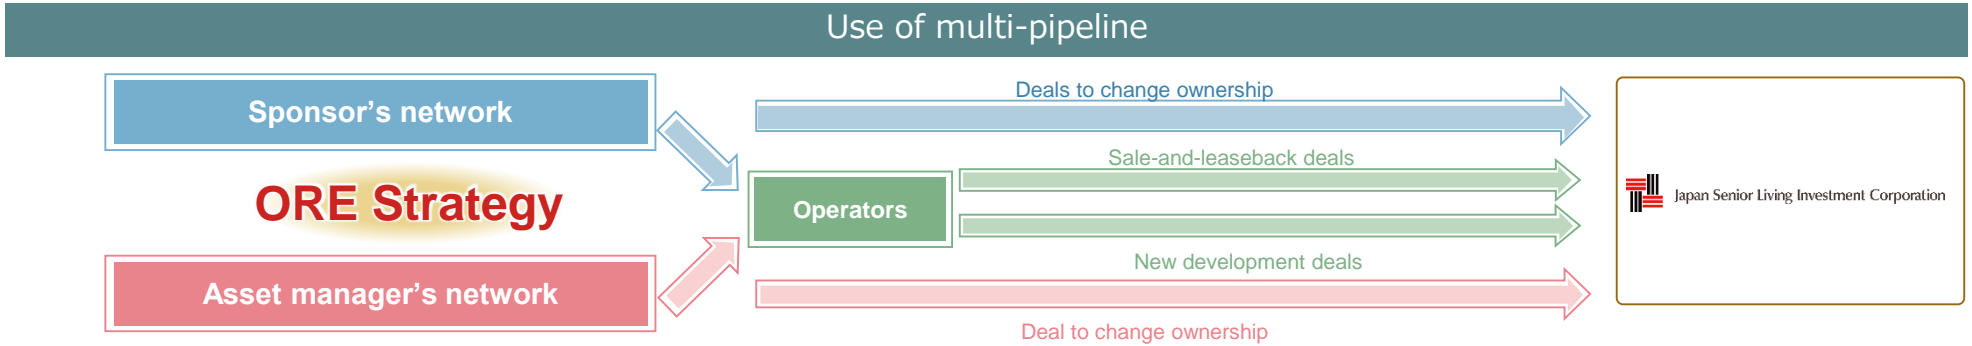 Use of multi-pipeline
Sponsor’s network
Deals to change ownership
Sale-and-leaseback deals
ORE Strategy
Operators
Japan Senior Living Investment Corporation
New development deals
Asset manager’s network
Deal to change ownership